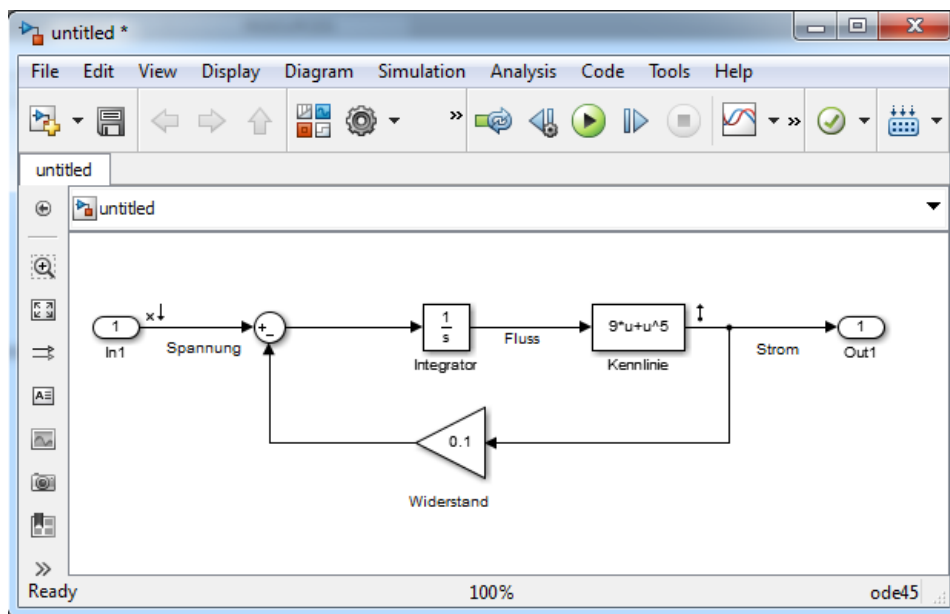 untitled *
File Edit View Display Diagram Simulation Analysis Code Tools Help
untitled
untitled
1
In1
Spannung
+
-
1
s
Integrator
Fluss
9*u+u^5
Kennlinie
Strom
1
Out1
0.1
Widerstand
Ready 100% ode45